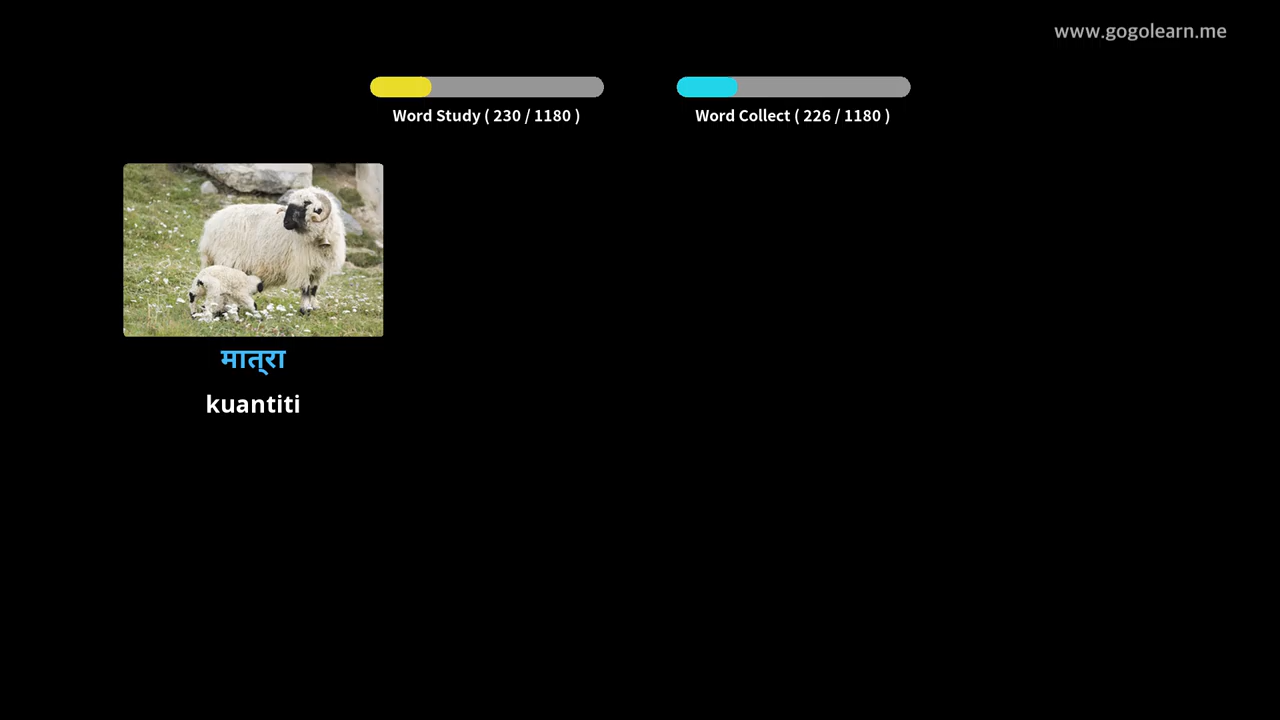 www.gogolearn.me
Word Study ( 230 / 1180 )
Word Collect ( 226 / 1180 )
मात्रा
kuantiti